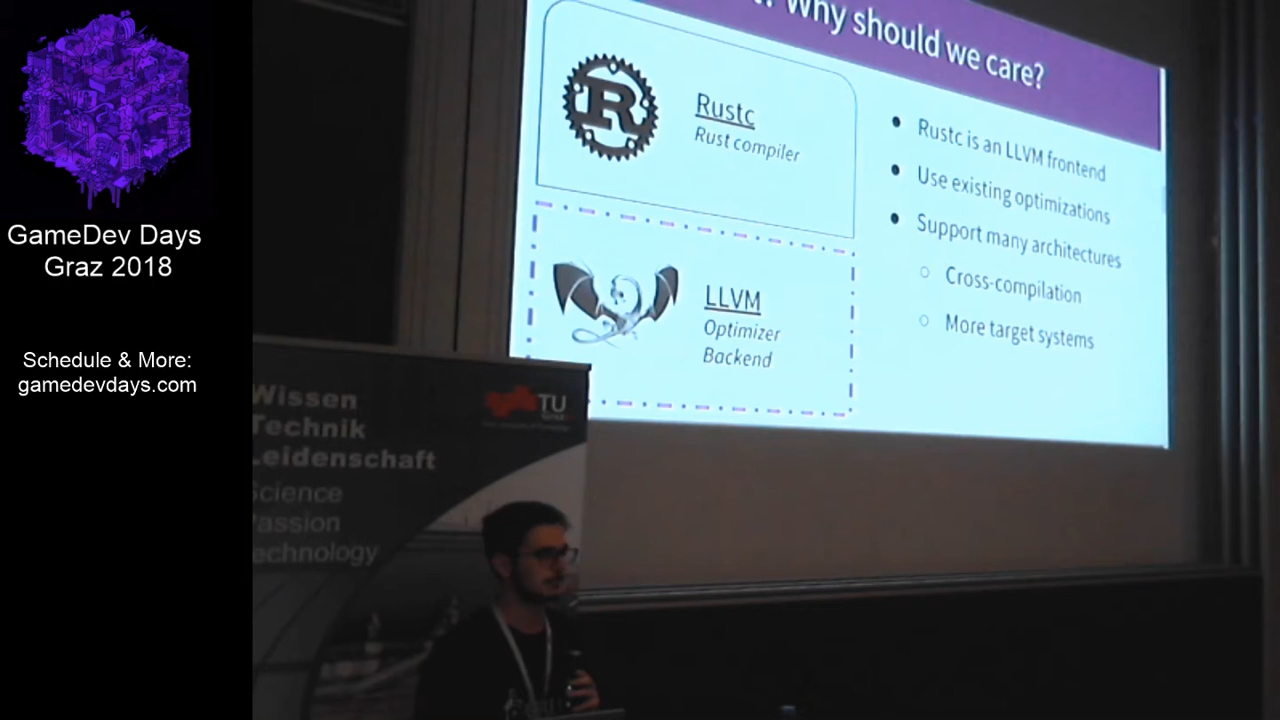 GameDev Days
Graz 2018
Schedule & More:
gamedevdays.com
Why should we care?
Rustc
Rust compiler
LLVM
Optimizer
Backend
• Rustc is an LLVM frontend
• Use existing optimizations
• Support many architectures
○ Cross-compilation
○ More target systems
Wissen
Technik
Leidenschaft
TU
Graz
Science
Passion
Technology